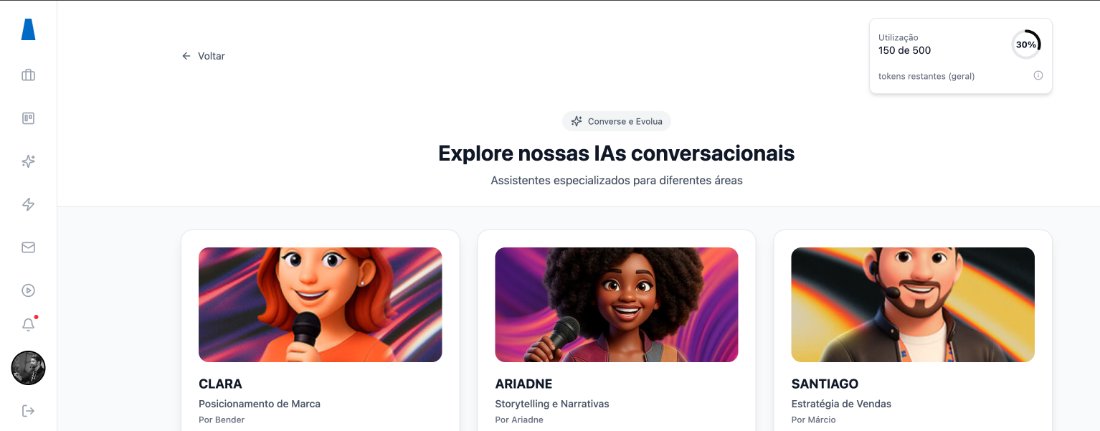 Voltar
Utilização
150 de 500
30%
tokens restantes (geral)
Converse e Evolua
Explore nossas IAs conversacionais
Assistentes especializados para diferentes áreas
CLARA
Posicionamento de Marca
Por Bender
ARIADNE
Storytelling e Narrativas
Por Ariadne
SANTIAGO
Estratégia de Vendas
Por Márcio